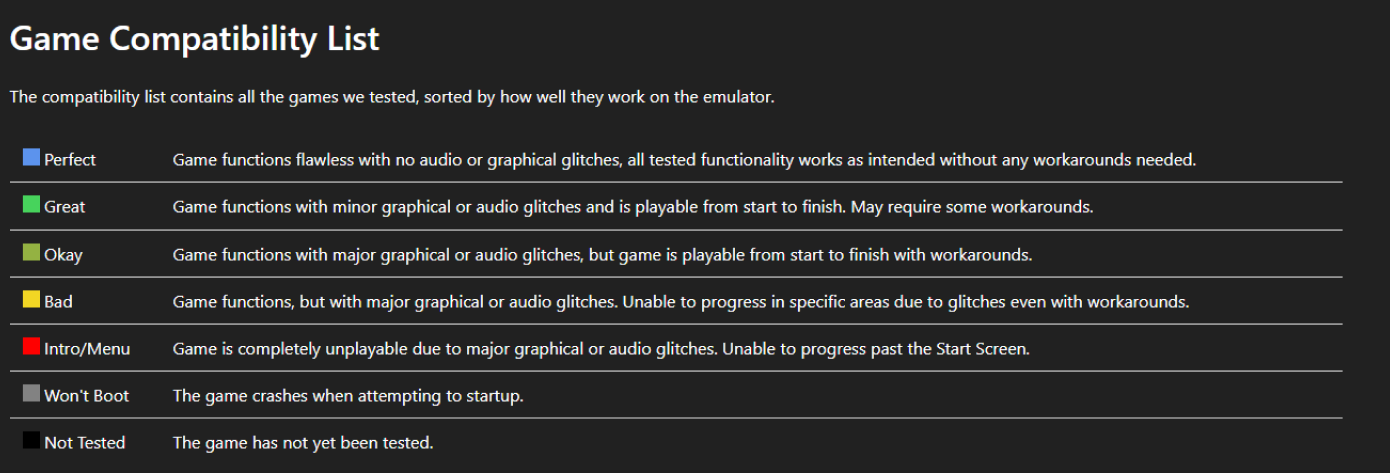 Game Compatibility List
The compatibility list contains all the games we tested, sorted by how well they work on the emulator.
Perfect Game functions flawless with no audio or graphical glitches, all tested functionality works as intended without any workarounds needed.
Great Game functions with minor graphical or audio glitches and is playable from start to finish. May require some workarounds.
Okay Game functions with major graphical or audio glitches, but game is playable from start to finish with workarounds.
Bad Game functions, but with major graphical or audio glitches. Unable to progress in specific areas due to glitches even with workarounds.
Intro/Menu Game is completely unplayable due to major graphical or audio glitches. Unable to progress past the Start Screen.
Won't Boot The game crashes when attempting to startup.
Not Tested The game has not yet been tested.